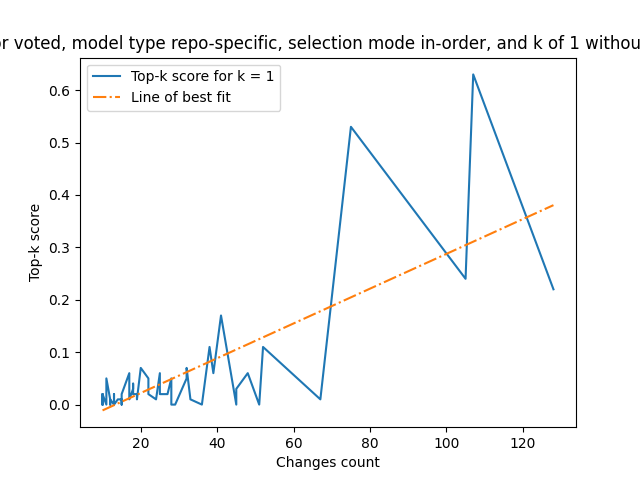 voted, model type repo-specific, selection mode in-order, and k of 1
Top-k score for k = 1
Line of best fit
0.6
0.5
0.4
0.3
0.2
0.1
0.0
Top-k score
20 40 60 80 100 120
Changes count